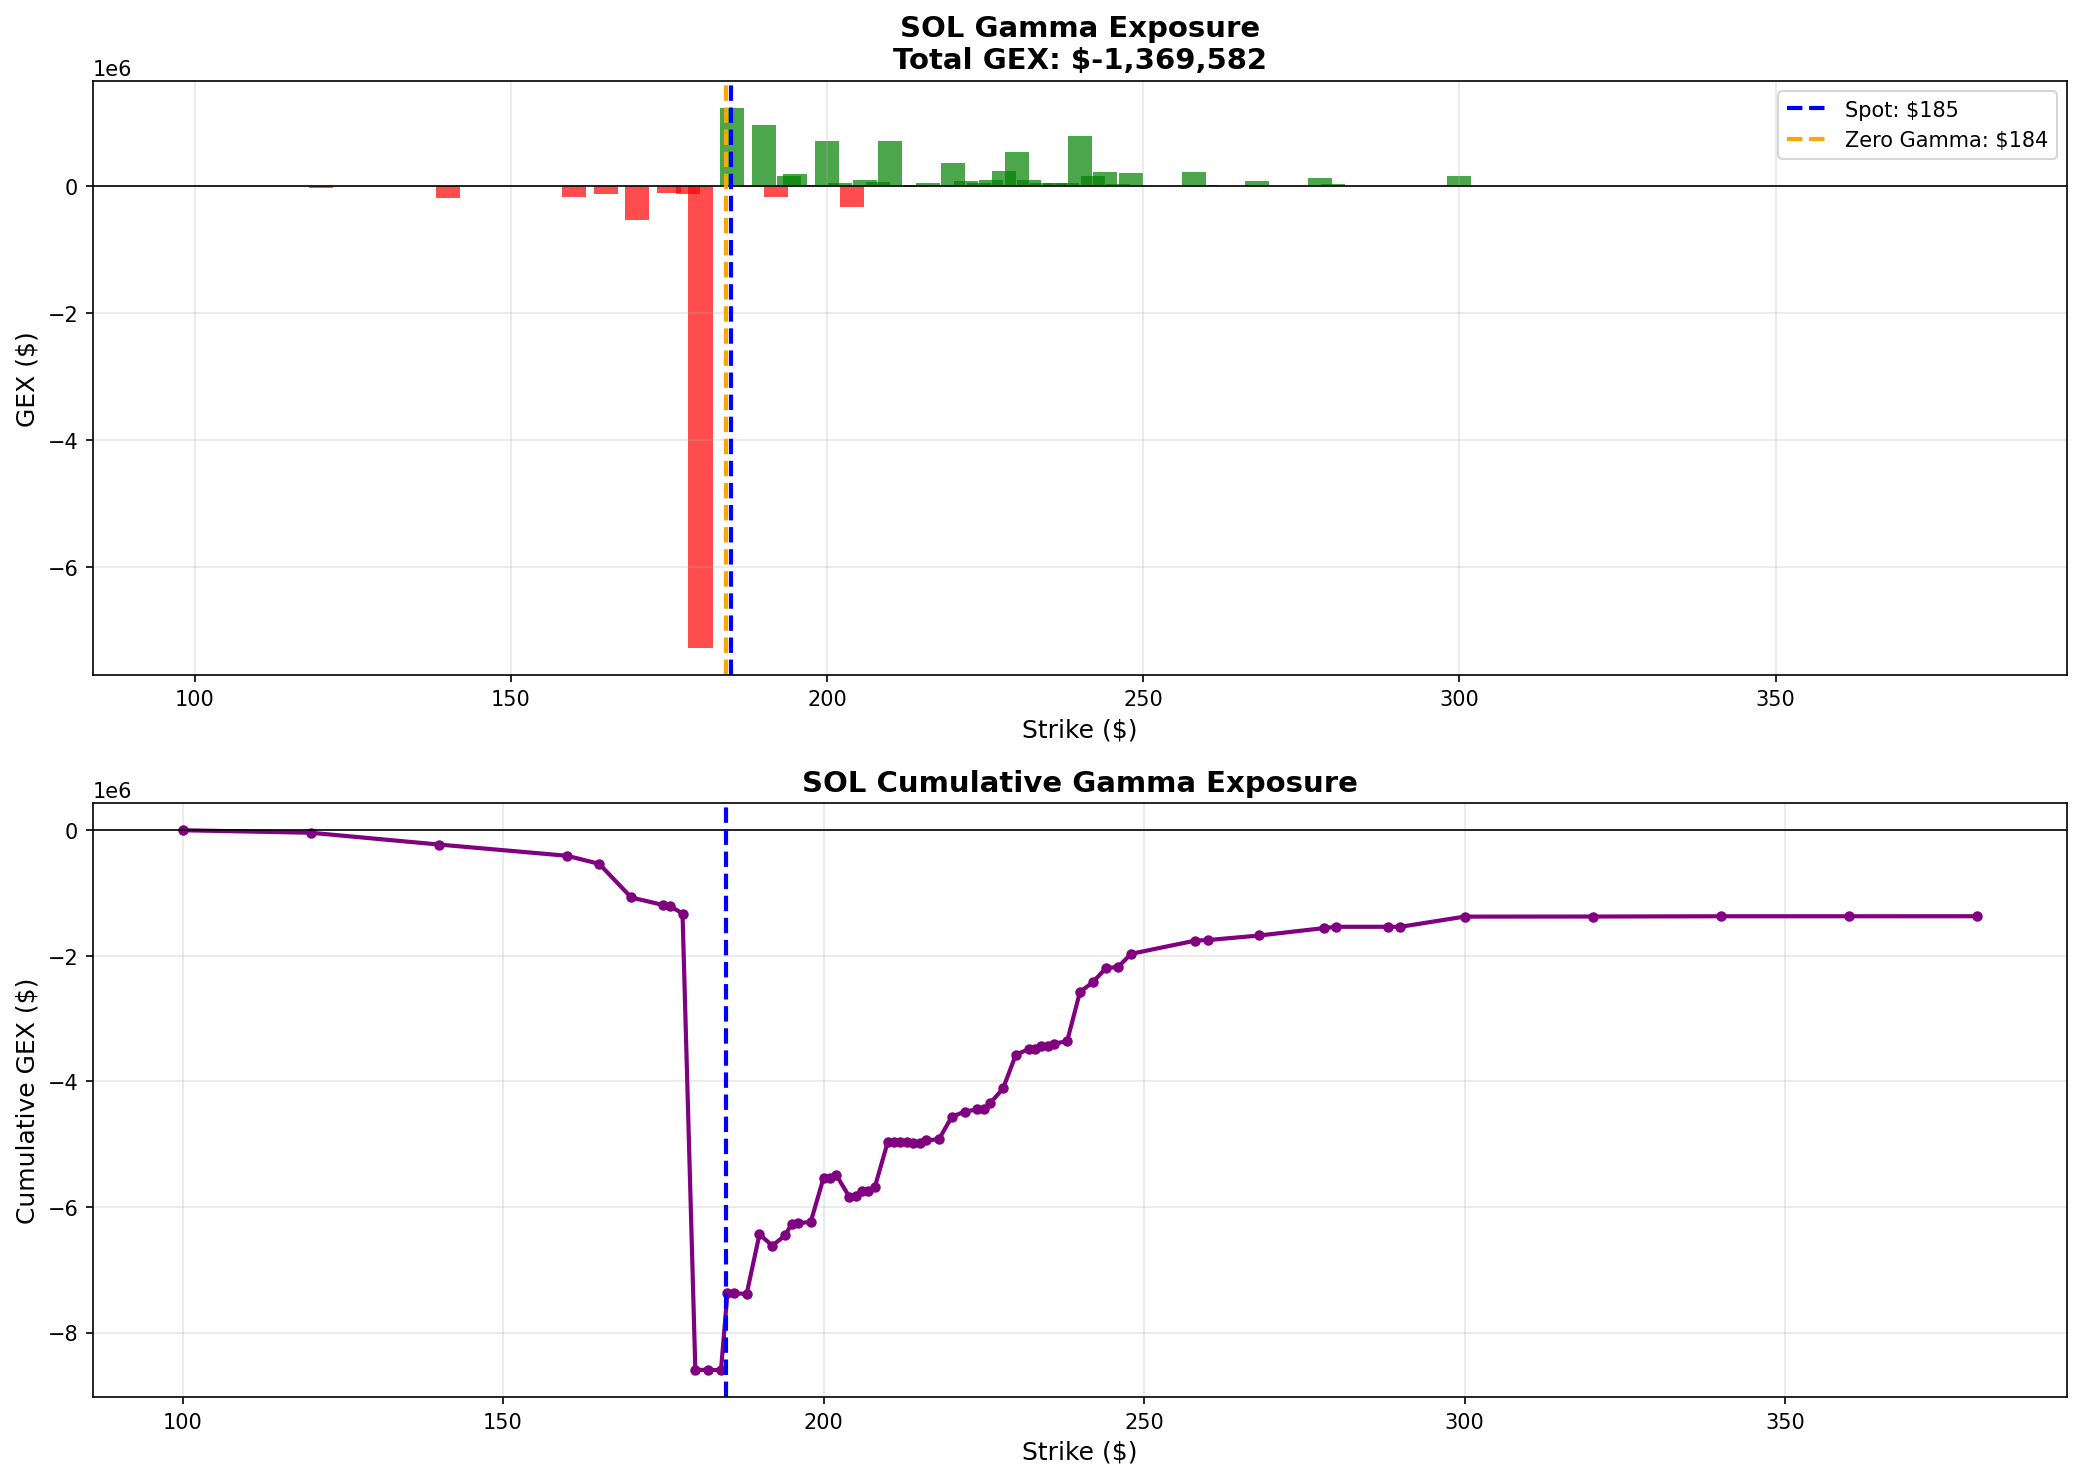 SOL Gamma Exposure
Total GEX: $-1,369,582
1e6
Spot: $185
Zero Gamma: $184
0
−2
−4
−6
GEX ($)
100 150 200 250 300 350
Strike ($)
SOL Cumulative Gamma Exposure
1e6
0
−2
−4
−6
−8
Cumulative GEX ($)
100 150 200 250 300 350
Strike ($)